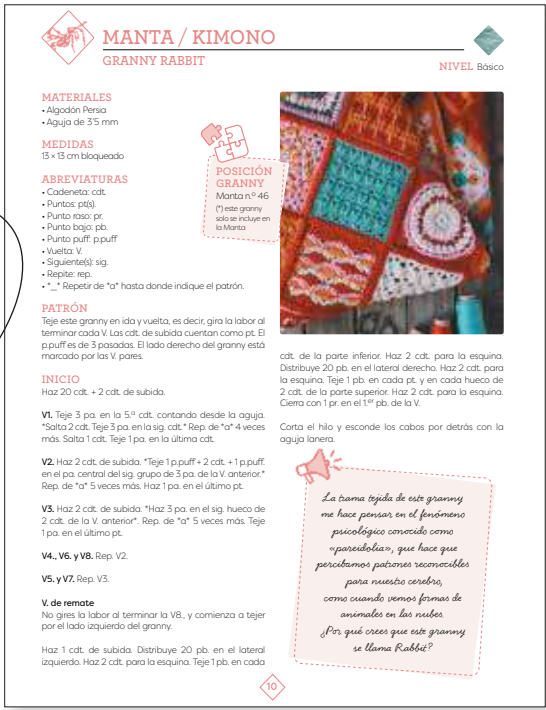 MANTA / KIMONO
GRANNY RABBIT
NIVEL Básico
MATERIALES
• Algodón Persia
• Aguja de 3'5 mm
MEDIDAS
13 × 13 cm bloqueado
ABREVIATURAS
• Cadeneta: cdt.
• Puntos: pt(s).
• Punto raso: pr.
• Punto bajo: pb.
• Punto puff: p.puff
• Vuelta: V.
• Siguiente(s): sig.
• Repite: rep.
• *_* Repetir de *a* hasta donde indique el patrón.
POSICIÓN
GRANNY
Manta n.º 46
(*) este granny
solo se incluye en
la Manta
PATRÓN
Teje este granny en ida y vuelta, es decir, gira la labor al
terminar cada V. Las cdt. de subida cuentan como pt. El
p.puff es de 3 pasadas. El lado derecho del granny está
marcado por las V. pares.
INICIO
Haz 20 cdt. + 2 cdt. de subida.
V1. Teje 3 pa. en la 5.ª cdt. contando desde la aguja.
*Salta 2 cdt. Teje 3 pa. en la sig. cdt.* Rep. de *a* 4 veces
más. Salta 1 cdt. Teje 1 pa. en la última cdt.
V2. Haz 2 cdt. de subida. *Teje 1 p.puff + 2 cdt. + 1 p.puff.
en el pa. central del sig. grupo de 3 pa. de la V. anterior.*
Rep. de *a* 5 veces más. Haz 1 pa. en el último pt.
V3. Haz 2 cdt. de subida. *Haz 3 pa. en el sig. hueco de
2 cdt. de la V. anterior*. Rep. de *a* 5 veces más. Teje
1 pa. en el último pt.
V4., V6. y V8. Rep. V2.
V5. y V7. Rep. V3.
V. de remate
No gires la labor al terminar la V8., y comienza a tejer
por el lado izquierdo del granny.
Haz 1 cdt. de subida. Distribuye 20 pb. en el lateral
izquierdo. Haz 2 cdt. para la esquina. Teje 1 pb. en cada
cdt. de la parte inferior. Haz 2 cdt. para la esquina.
Distribuye 20 pb. en el lateral derecho. Haz 2 cdt. para
la esquina. Teje 1 pb. en cada pt. y en cada hueco de
2 cdt. de la parte superior. Haz 2 cdt. para la esquina.
Cierra con 1 pr. en el 1.er pb. de la V.
Corta el hilo y esconde los cabos por detrás con la
aguja lanera.
La trama tejida de este granny
me hace pensar en el fenómeno
psicológico conocido como
«pareidolia», que hace que
percibamos patrones reconocibles
para nuestro cerebro,
como cuando vemos formas de
animales en las nubes.
¿Por qué crees que este granny
se llama Rabbit?
10